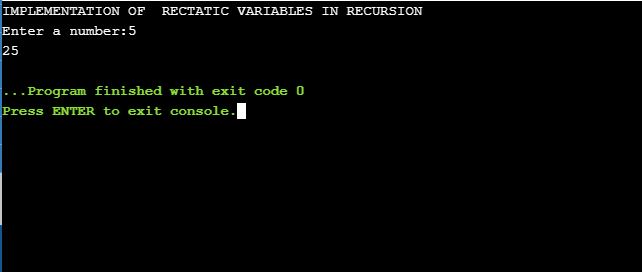 IMPLEMENTATION OF  RECTATIC VARIABLES IN RECURSION
Enter a number:5
25
...Program finished with exit code 0
Press ENTER to exit console.